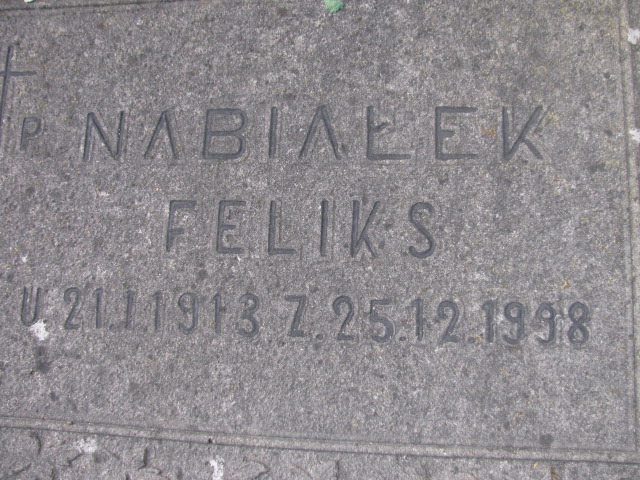 P NABIAŁEK
FELIKS
U 21.1.1913. Z. 25.12.1998